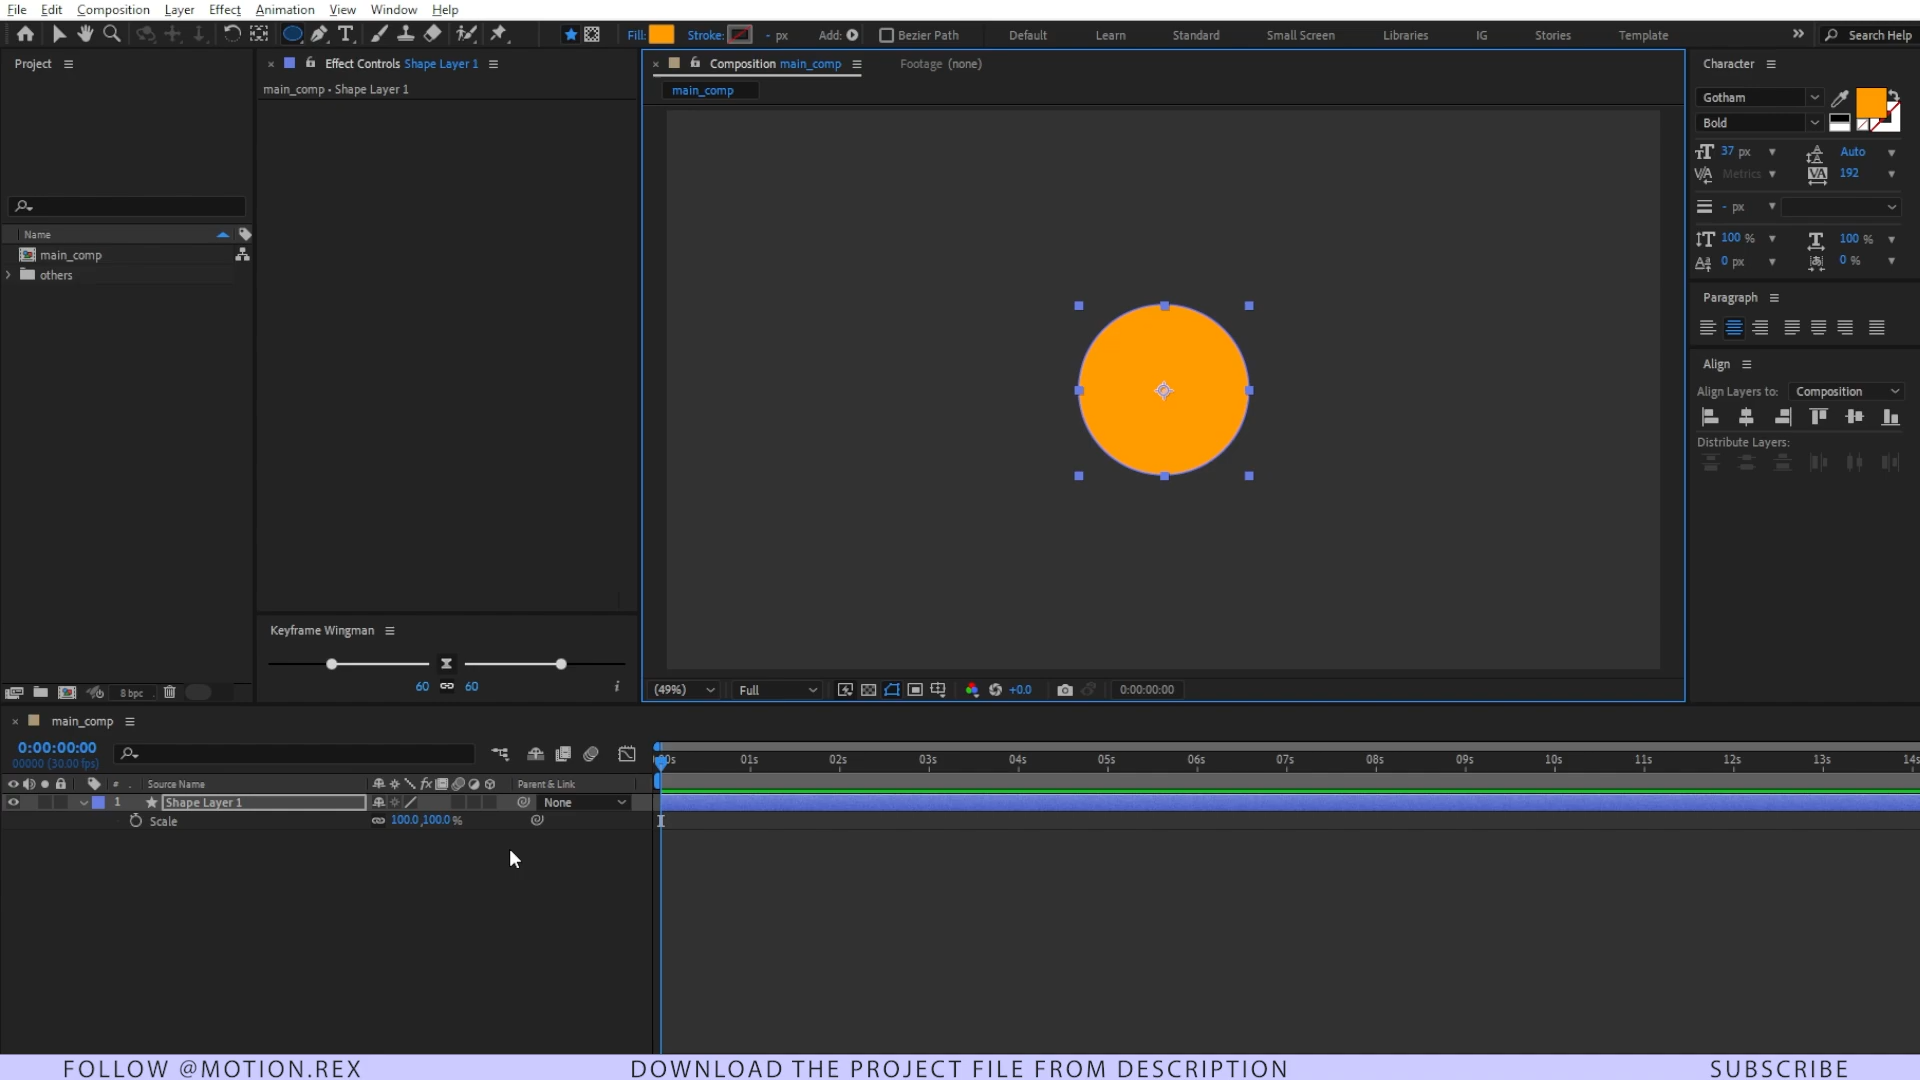 File Edit Composition Layer Effect Animation View Window Help
Fill: Stroke: - px Add: Bezier Path Default Learn Standard Small Screen Libraries IG Stories Template Search Help
Project
Effect Controls Shape Layer 1
main_comp • Shape Layer 1
Composition main_comp
Footage (none)
main_comp
Character
Gotham
Bold
37 px Auto
Metrics 192
- px
100 % 100 %
0 px 0 %
Paragraph
Align
Align Layers to: Composition
Distribute Layers:
Name
main_comp
others
Keyframe Wingman
60 60
8 bpc
(49%) Full +0.0 0:00:00:00
main_comp
0:00:00:00
00000 (30.00 fps)
01s 02s 03s 04s 05s 06s 07s 08s 09s 10s 11s 12s 13s 14s
# Source Name fx Parent & Link
1 Shape Layer 1 None
Scale 100.0,100.0 %
FOLLOW @MOTION.REX DOWNLOAD THE PROJECT FILE FROM DESCRIPTION SUBSCRIBE